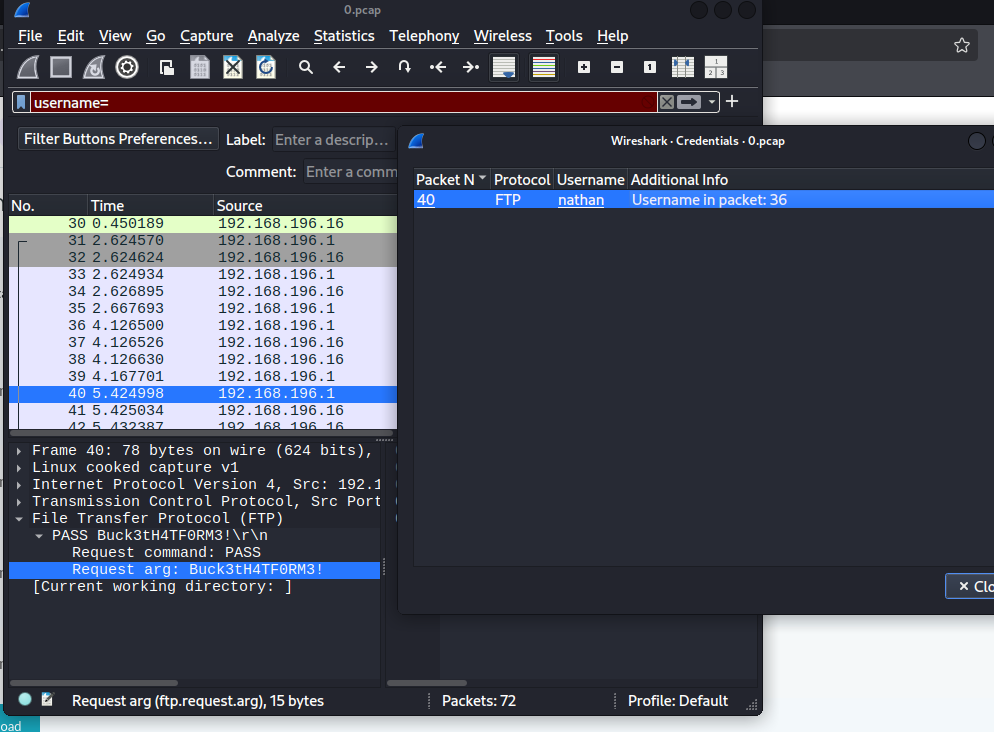 0.pcap
File Edit View Go Capture Analyze Statistics Telephony Wireless Tools Help
username=
Filter Buttons Preferences... Label: Enter a descrip...
Comment: Enter a comm
No. Time Source
30 0.450189 192.168.196.16
31 2.624570 192.168.196.1
32 2.624624 192.168.196.16
33 2.624934 192.168.196.1
34 2.626895 192.168.196.16
35 2.667693 192.168.196.1
36 4.126500 192.168.196.1
37 4.126526 192.168.196.16
38 4.126630 192.168.196.16
39 4.167701 192.168.196.1
40 5.424998 192.168.196.1
41 5.425034 192.168.196.16
42 5.432387 192.168.196.16
Frame 40: 78 bytes on wire (624 bits),
Linux cooked capture v1
Internet Protocol Version 4, Src: 192.1
Transmission Control Protocol, Src Port
File Transfer Protocol (FTP)
PASS Buck3tH4TF0RM3!\r\n
Request command: PASS
Request arg: Buck3tH4TF0RM3!
[Current working directory: ]
Request arg (ftp.request.arg), 15 bytes
Packets: 72
Profile: Default
Wireshark · Credentials · 0.pcap
Packet N Protocol Username Additional Info
40 FTP nathan Username in packet: 36
Clo
oad